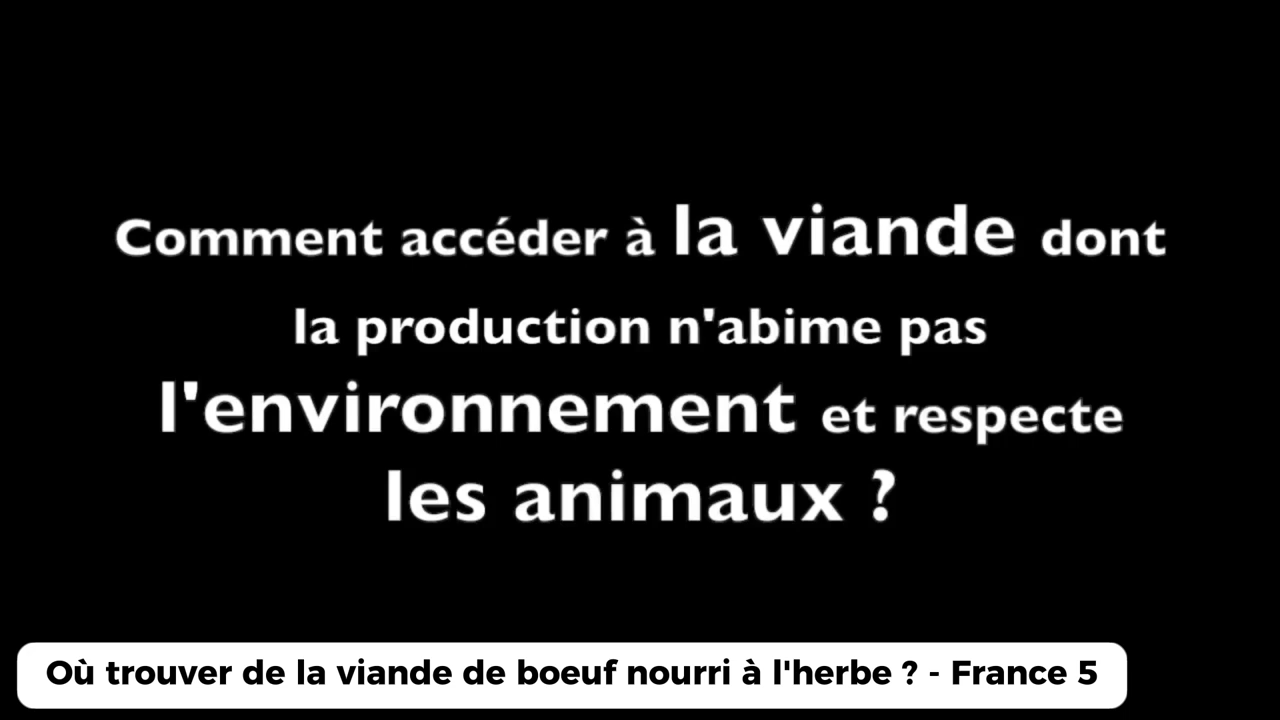 Comment accéder à la viande dont
la production n'abime pas
l'environnement et respecte
les animaux ?
Où trouver de la viande de boeuf nourri à l'herbe ? - France 5